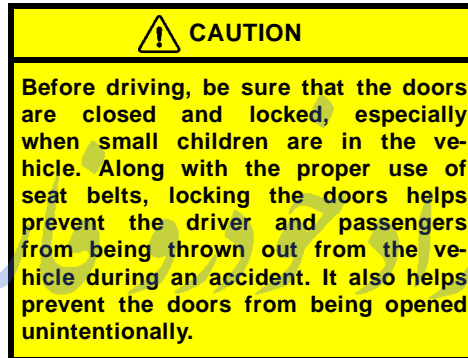 CAUTION
Before driving, be sure that the doors
are closed and locked, especially
when small children are in the ve-
hicle. Along with the proper use of
seat belts, locking the doors helps
prevent the driver and passengers
from being thrown out from the ve-
hicle during an accident. It also helps
prevent the doors from being opened
unintentionally.